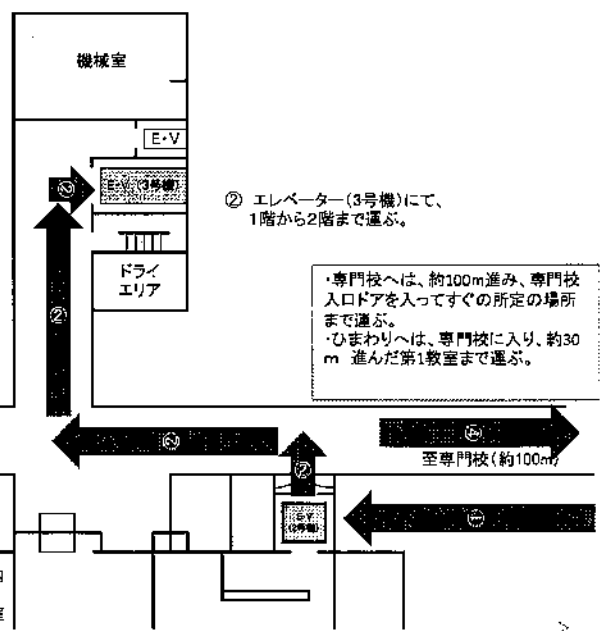 機械室
E・V
E・V（3号機）
②
② エレベーター（3号機）にて、
1階から2階まで運ぶ。
ドライ
エリア
②
・専門校へは、約100m進み、専門校
入口ドアを入ってすぐの所定の場所
まで運ぶ。
・ひまわりへは、専門校に入り、約30
m 進んだ第1教室まで運ぶ。
②
④
至専門校（約100m）
②
E・V
①
室